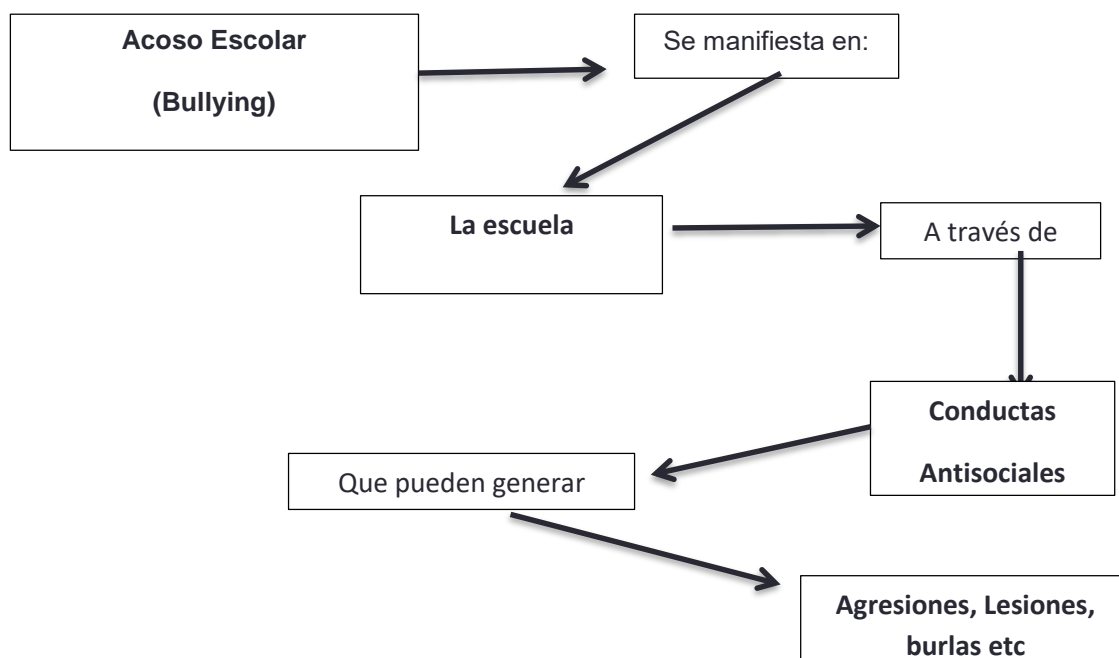 Acoso Escolar
(Bullying)
Se manifiesta en:
La escuela
A través de
Conductas
Antisociales
Que pueden generar
Agresiones, Lesiones,
burlas etc